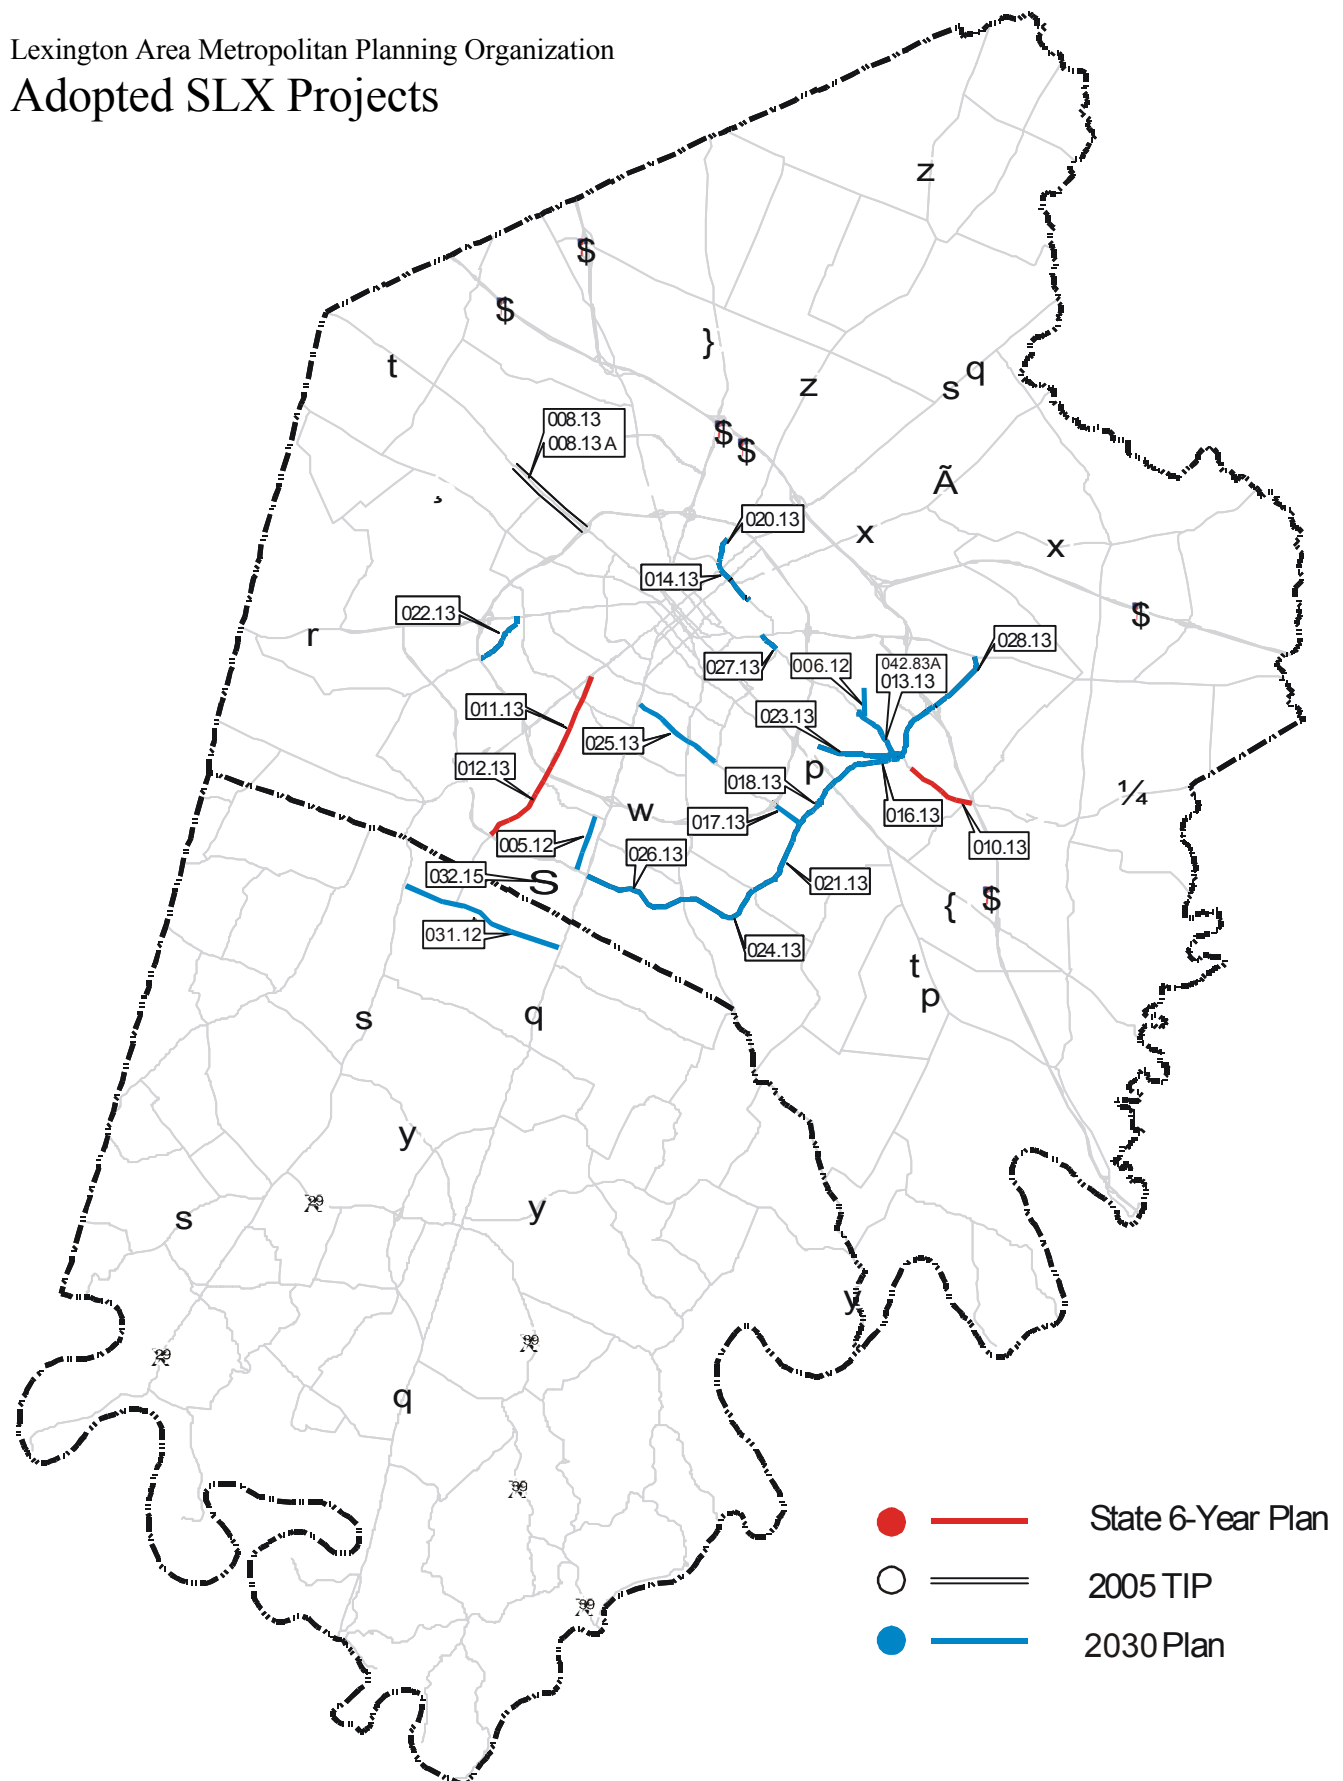 Lexington Area Metropolitan Planning Organization
Adopted SLX Projects
z
$
$
}
t
z
s
q
008.13
008.13 A
$
$
Ã
x
x
020.13
014.13
022.13
r
$
028.13
027.13
006.12
042.83A
013.13
011.13
023.13
025.13
012.13
p
018.13
w
017.13
016.13
¼
005.12
026.13
010.13
032.15
S
021.13
{
$
031.12
024.13
t
p
s
q
y
s
y
y
q
State 6-Year Plan
2005 TIP
2030 Plan